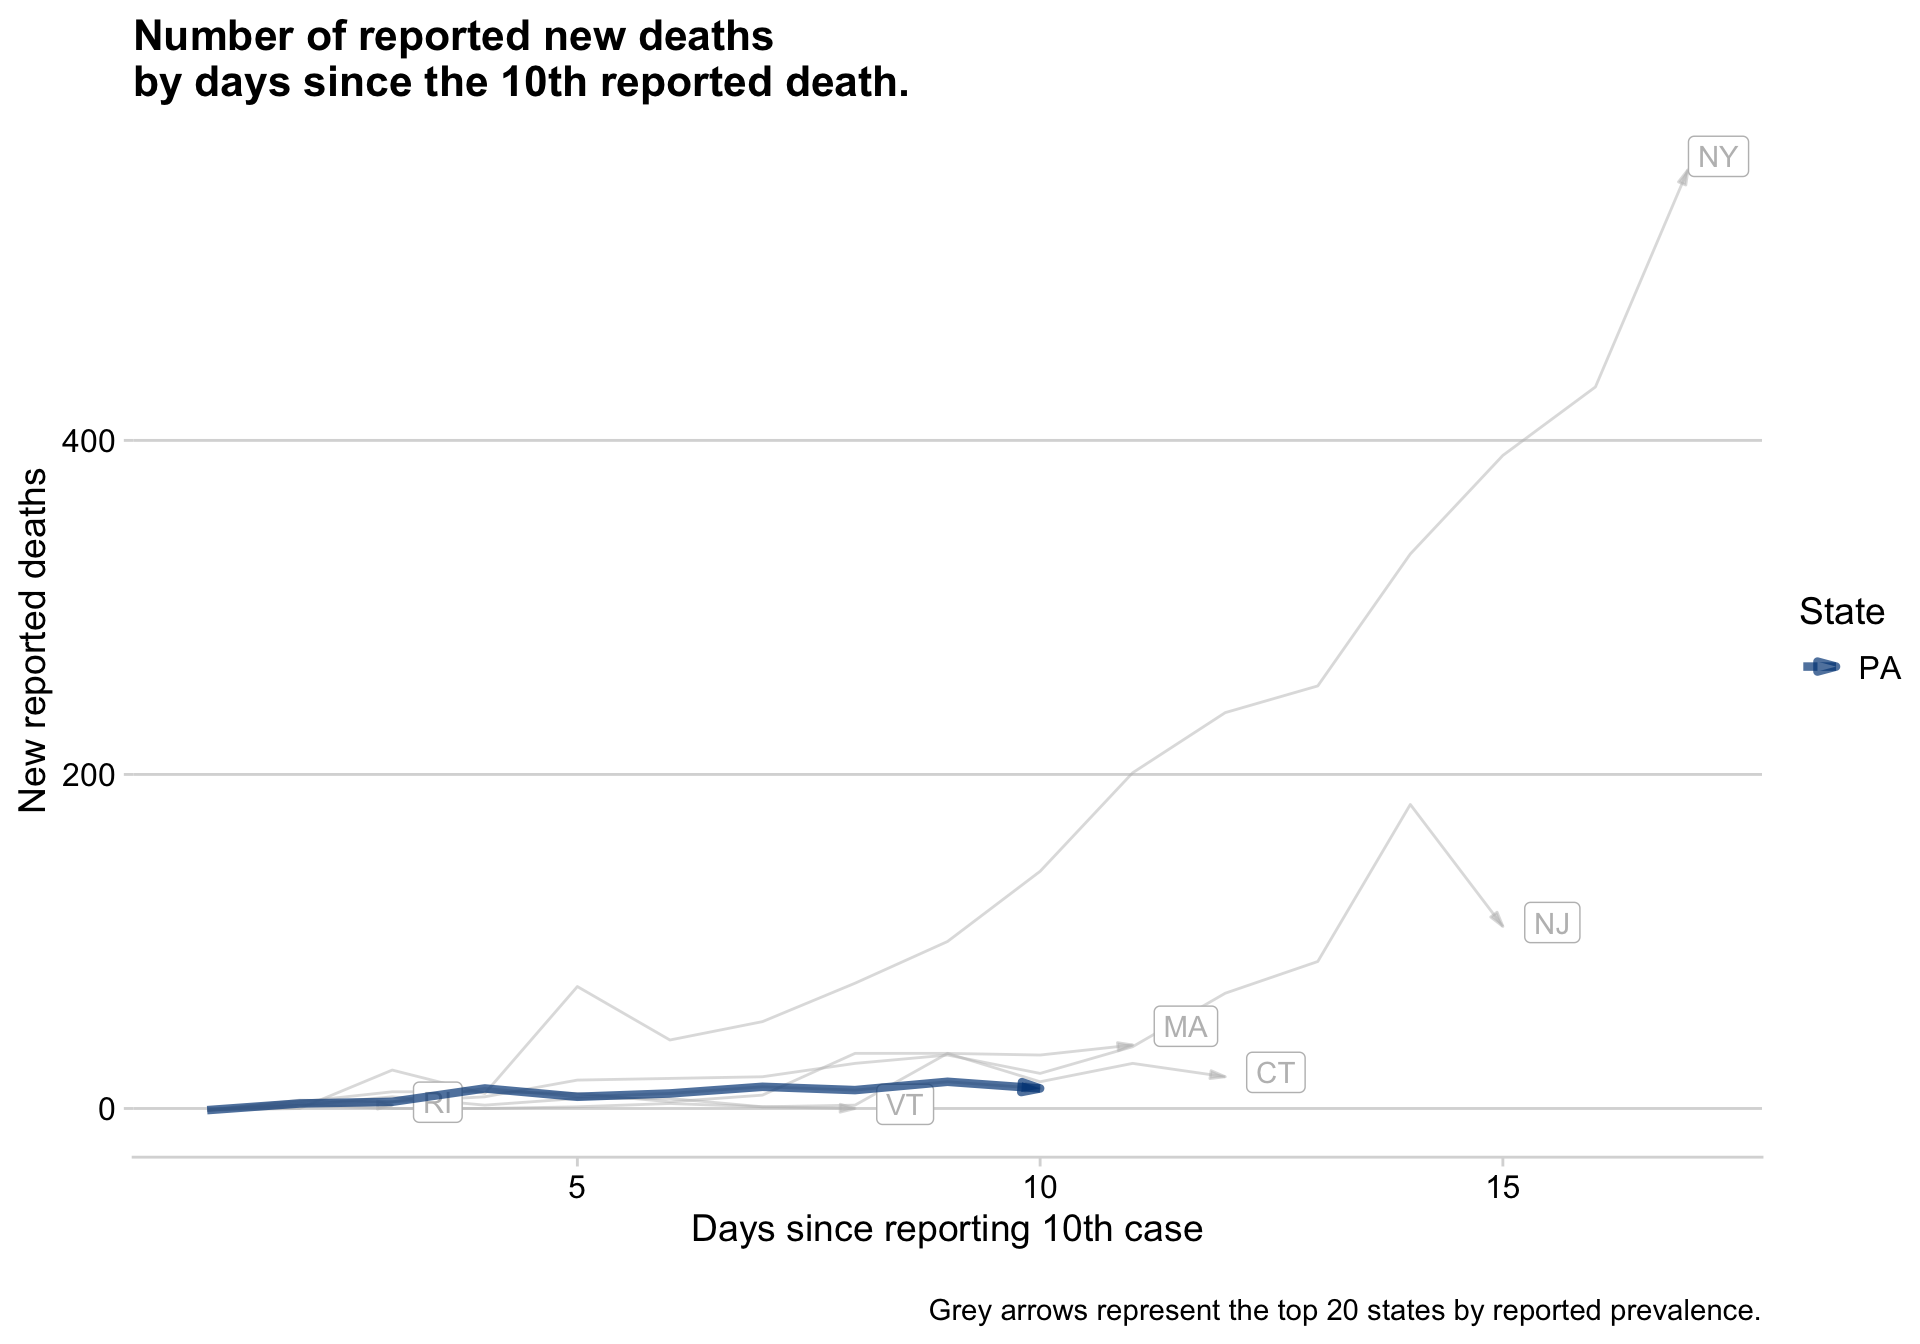 Number of reported new deaths
by days since the 10th reported death.
NY
400
New reported deaths
State
PA
200
NJ
MA
CT
RI
VT
0
5
10
15
Days since reporting 10th case
Grey arrows represent the top 20 states by reported prevalence.